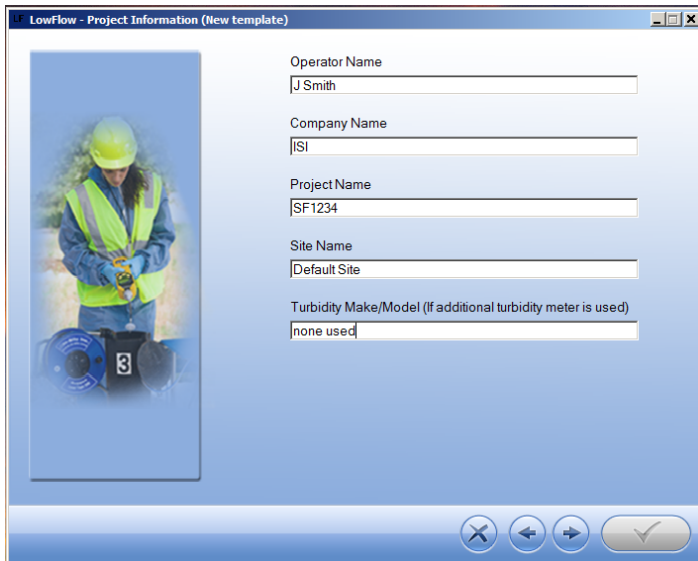 LF LowFlow - Project Information (New template)
Operator Name
J Smith
Company Name
ISI
Project Name
SF1234
Site Name
Default Site
Turbidity Make/Model (If additional turbidity meter is used)
none used
3